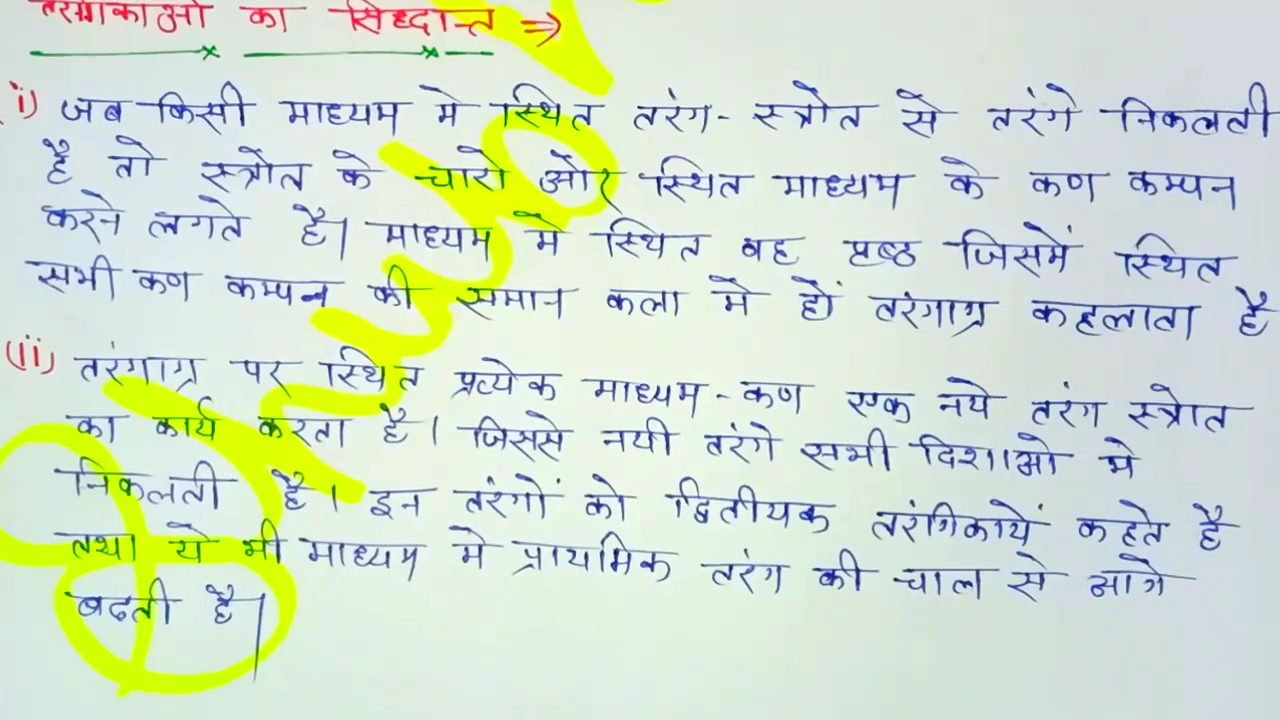 तरंगिकाओं का सिध्दान्त ⇒
i) जब किसी माध्यम मे स्थित तरंग - स्त्रोत से तरंगे निकलती
है तो स्त्रोत के चारो ओर स्थित माध्यम के कण कम्पन
करने लगते है। माध्यम मे स्थित वह प्रष्ठ जिसमें स्थित
सभी कण कम्पन की समान कला मे हों तरंगाग्र कहलाता है
(ii) तरंगाग्र पर स्थित प्रत्येक माध्यम - कण एक नये तरंग स्त्रोत
का कार्य करता है। जिससे नयी तरंगे सभी दिशाओ मे
निकलती है। इन तरंगों को द्वितीयक तरंगिकायें कहते है
तथा ये भी माध्यम मे प्राथमिक तरंग की चाल से आगे
बढती है।